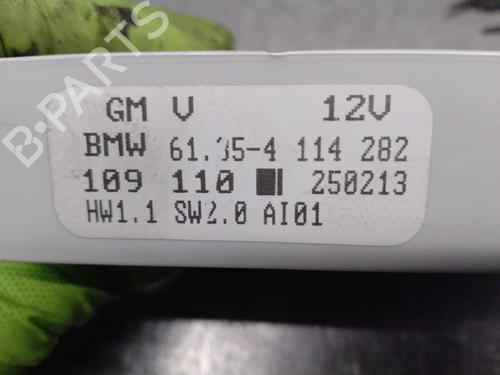 GM V 12V
BMW 61.35-4 114 282
109 110 250213
HW1.1 SW2.0 AI01
B-PARTS